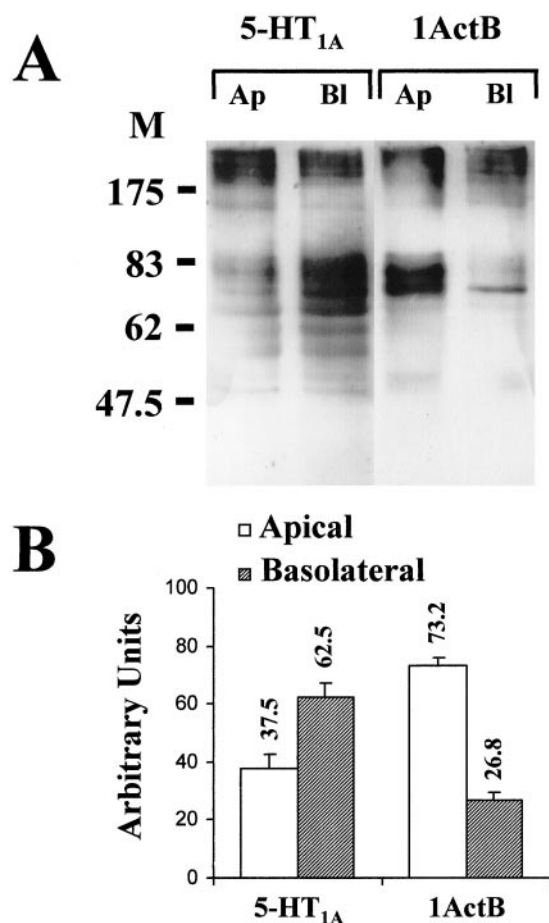 A
5-HT1A 1ActB
Ap Bl Ap Bl
M
175
83
62
47.5
B
Apical
Basolateral
Arbitrary Units
100
80
60
40
20
0
37.5
62.5
73.2
26.8
5-HT1A 1ActB